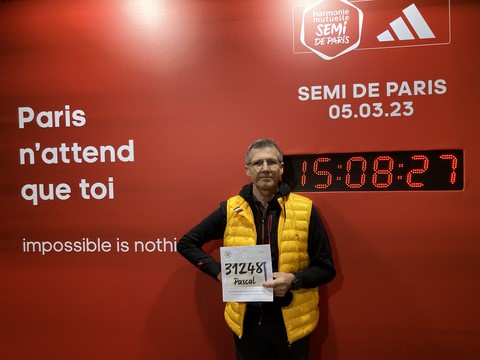 Harmonie
mutuelle
SEMI
DE PARIS
SEMI DE PARIS
05.03.23
Paris
n'attend
que toi
impossible is nothi
15:08:27
31248
Pascal